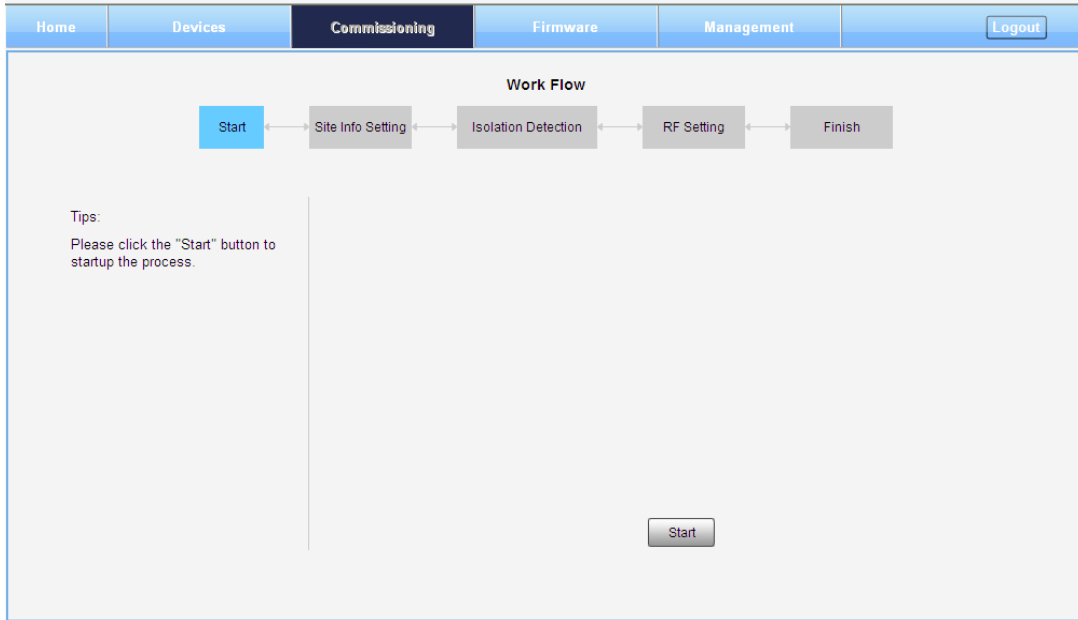 Home Devices Commissioning Firmware Management Logout
Work Flow
Start Site Info Setting Isolation Detection RF Setting Finish
Tips:
Please click the "Start" button to
startup the process.
Start